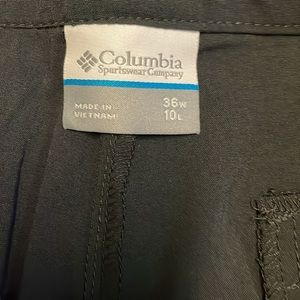 Columbia
Sportswear Company
MADE IN
VIETNAM
36W
10L